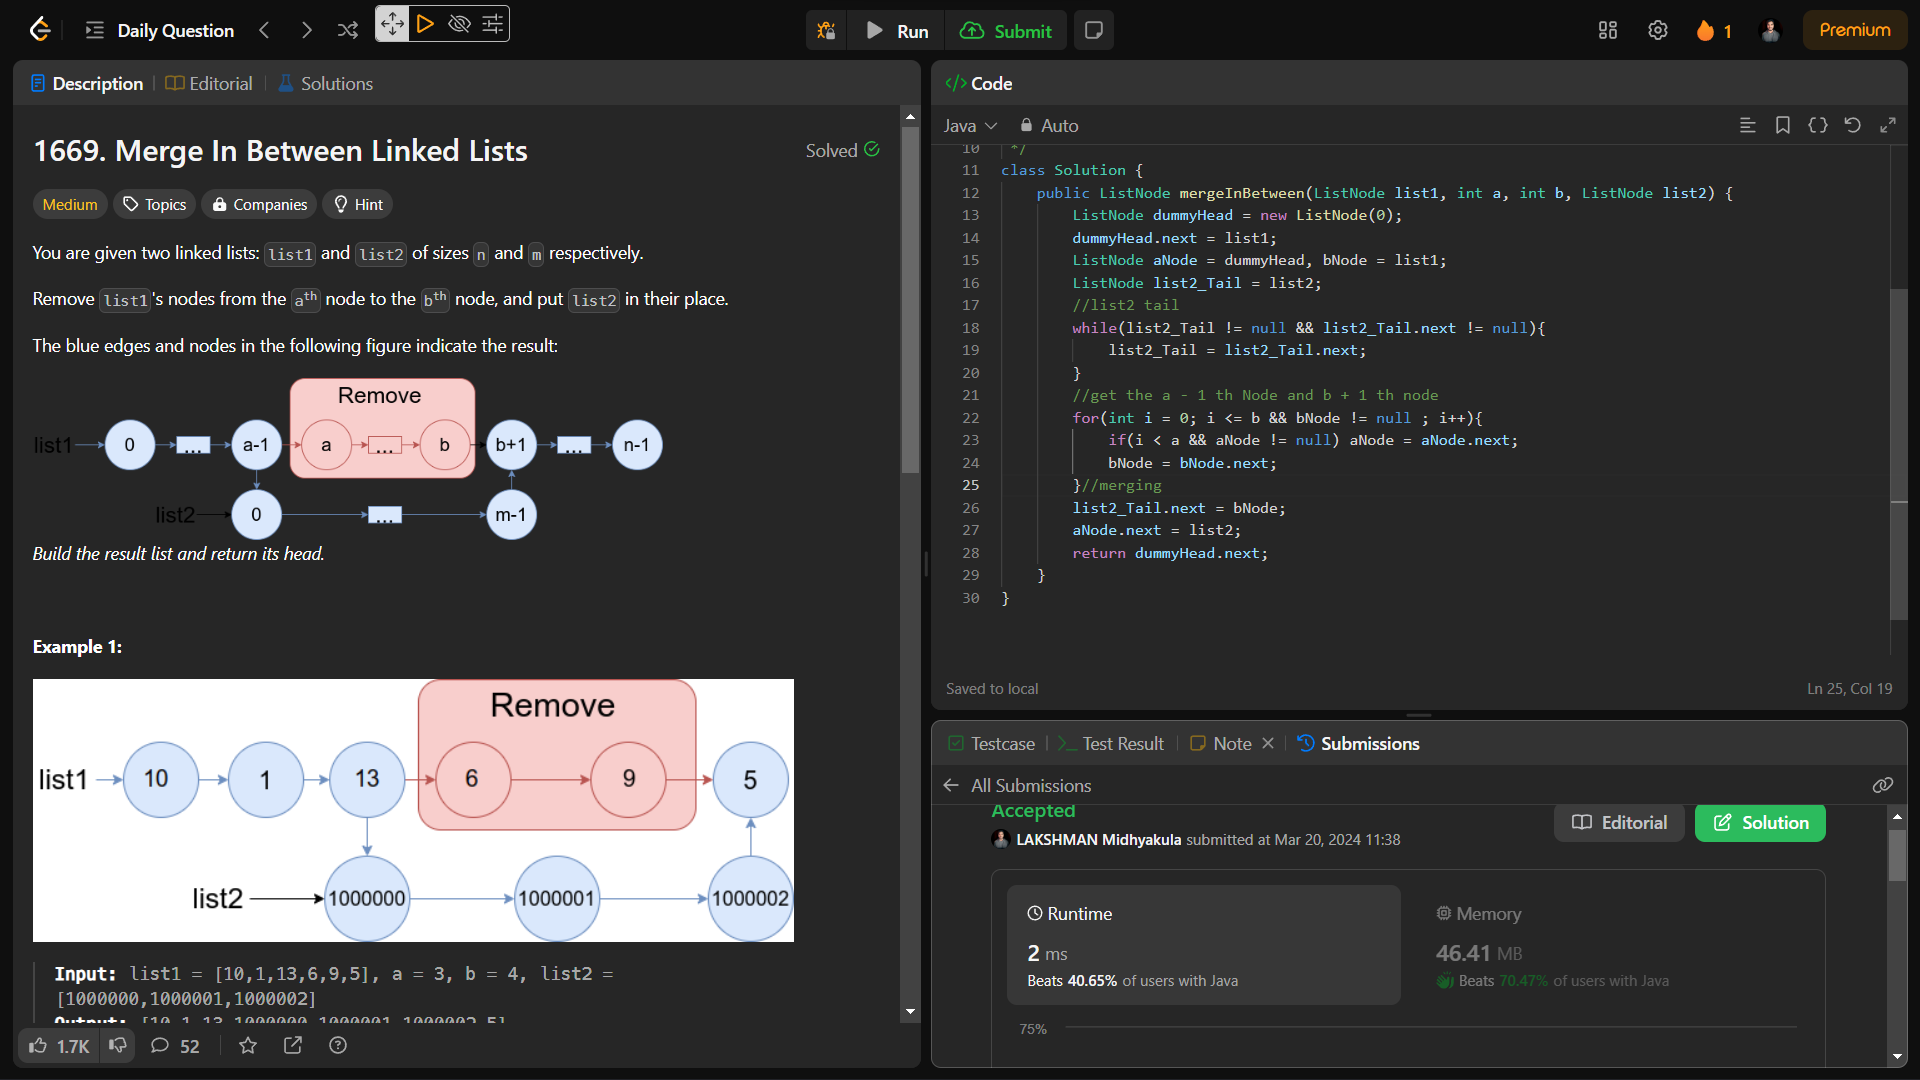 Daily Question
Run
Submit
1
Premium
Description
Editorial
Solutions
1669. Merge In Between Linked Lists
Solved
Medium
Topics
Companies
Hint
You are given two linked lists: list1 and list2 of sizes n and m respectively.
Remove list1's nodes from the ath node to the bth node, and put list2 in their place.
The blue edges and nodes in the following figure indicate the result:
Remove
list1 0 ... a-1 a ... b b+1 ... n-1
list2 0 ... m-1
Build the result list and return its head.
Example 1:
Remove
list1 10 1 13 6 9 5
list2 1000000 1000001 1000002
Input: list1 = [10,1,13,6,9,5], a = 3, b = 4, list2 =
[1000000,1000001,1000002]
Output: [10,1,13,1000000,1000001,1000002,5]
1.7K
52
</> Code
Java
Auto
10 */
11 class Solution {
12 public ListNode mergeInBetween(ListNode list1, int a, int b, ListNode list2) {
13 ListNode dummyHead = new ListNode(0);
14 dummyHead.next = list1;
15 ListNode aNode = dummyHead, bNode = list1;
16 ListNode list2_Tail = list2;
17 //list2 tail
18 while(list2_Tail != null && list2_Tail.next != null){
19 list2_Tail = list2_Tail.next;
20 }
21 //get the a - 1 th Node and b + 1 th node
22 for(int i = 0; i <= b && bNode != null ; i++){
23 if(i < a && aNode != null) aNode = aNode.next;
24 bNode = bNode.next;
25 }//merging
26 list2_Tail.next = bNode;
27 aNode.next = list2;
28 return dummyHead.next;
29 }
30 }
Saved to local
Ln 25, Col 19
Testcase
Test Result
Note
Submissions
All Submissions
Accepted
LAKSHMAN Midhyakula submitted at Mar 20, 2024 11:38
Editorial
Solution
Runtime
2 ms
Beats 40.65% of users with Java
Memory
46.41 MB
Beats 70.47% of users with Java
75%